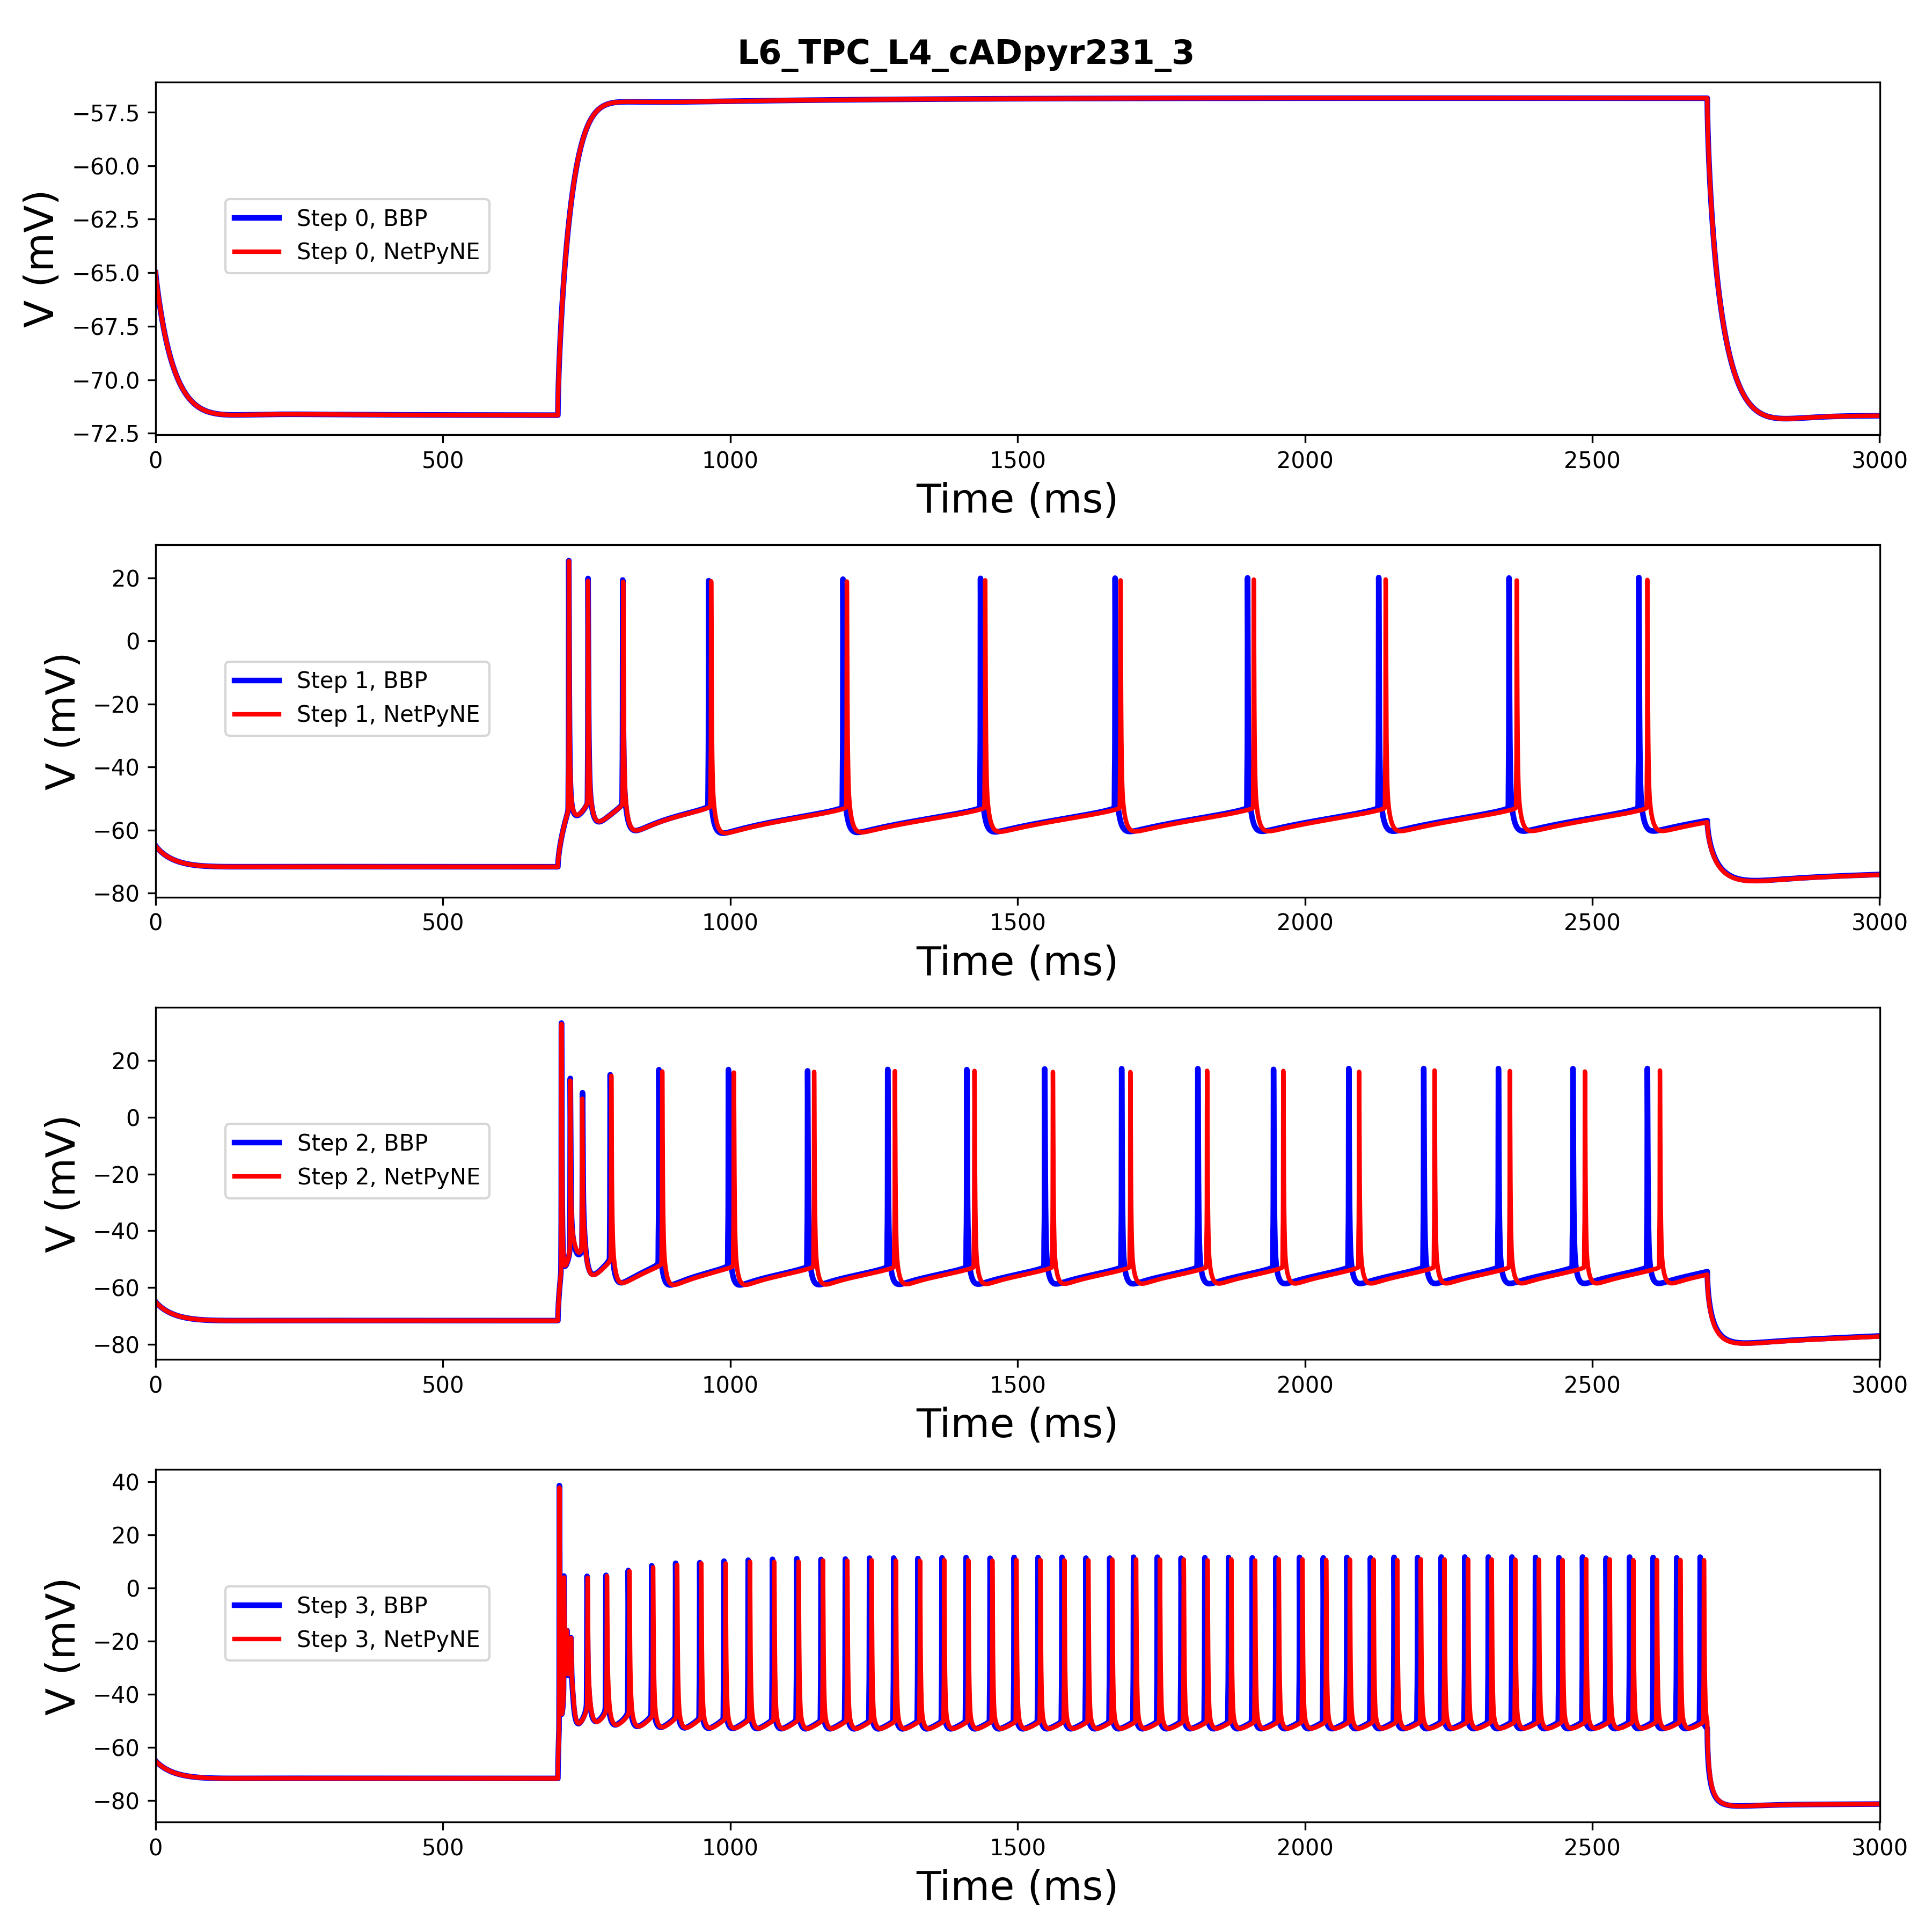 L6_TPC_L4_cADpyr231_3
−57.5
−60.0
−62.5
−65.0
−67.5
−70.0
−72.5
V (mV)
Step 0, BBP
Step 0, NetPyNE
0 500 1000 1500 2000 2500 3000
Time (ms)
20
0
−20
−40
−60
−80
V (mV)
Step 1, BBP
Step 1, NetPyNE
0 500 1000 1500 2000 2500 3000
Time (ms)
20
0
−20
−40
−60
−80
V (mV)
Step 2, BBP
Step 2, NetPyNE
0 500 1000 1500 2000 2500 3000
Time (ms)
40
20
0
−20
−40
−60
−80
V (mV)
Step 3, BBP
Step 3, NetPyNE
0 500 1000 1500 2000 2500 3000
Time (ms)